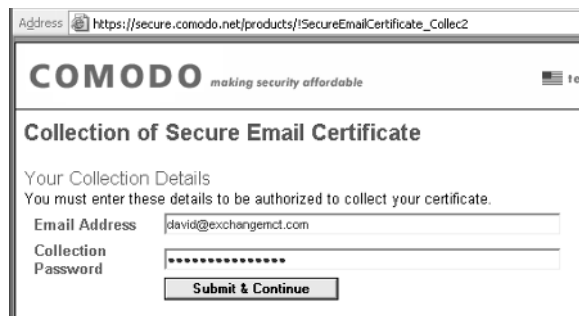 Address https://secure.comodo.net/products/!SecureEmailCertificate_Collec2
COMODO making security affordable
Collection of Secure Email Certificate
Your Collection Details
You must enter these details to be authorized to collect your certificate.
Email Address david@exchangemct.com
Collection
Password •••••••••••••••
Submit & Continue